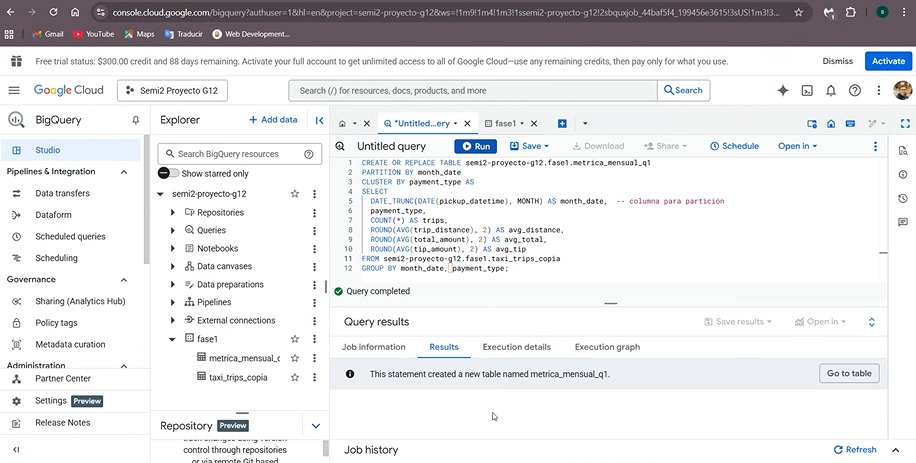 console.cloud.google.com/bigquery?authuser=1&hl=en&project=semi2-proyecto-g12&ws=!1m9!1m4!1m3!1ssemi2-proyecto-g12!2sbquxjob_44baf5f4_199456e3615!3sUS!1m3!3...
Gmail
YouTube
Maps
Traducir
Web Development...
Free trial status: $300.00 credit and 88 days remaining. Activate your full account to get unlimited access to all of Google Cloud—use any remaining credits, then pay only for what you use.
Dismiss
Activate
Google Cloud
Semi2 Proyecto G12
Search (/) for resources, docs, products, and more
Search
BigQuery
Studio
Pipelines & Integration
Data transfers
Dataform
Scheduled queries
Scheduling
Governance
Sharing (Analytics Hub)
Policy tags
Metadata curation
Administration
Partner Center
Settings Preview
Release Notes
Explorer
+ Add data
Search BigQuery resources
Show starred only
semi2-proyecto-g12
Repositories
Queries
Notebooks
Data canvases
Data preparations
Pipelines
External connections
fase1
metrica_mensual_c
taxi_trips_copia
Repository Preview
control through repositories
or via remote Git based
*Untitled...ery
fase1
Untitled query
Run
Save
Download
Share
Schedule
Open in
1 CREATE OR REPLACE TABLE semi2-proyecto-g12.fase1.metrica_mensual_q1
2 PARTITION BY month_date
3 CLUSTER BY payment_type AS
4 SELECT
5 DATE_TRUNC(DATE(pickup_datetime), MONTH) AS month_date, -- columna para partición
6 payment_type,
7 COUNT(*) AS trips,
8 ROUND(AVG(trip_distance), 2) AS avg_distance,
9 ROUND(AVG(total_amount), 2) AS avg_total,
10 ROUND(AVG(tip_amount), 2) AS avg_tip
11 FROM semi2-proyecto-g12.fase1.taxi_trips_copia
12 GROUP BY month_date, payment_type;
Query completed
Query results
Save results
Open in
Job information
Results
Execution details
Execution graph
This statement created a new table named metrica_mensual_q1.
Go to table
Job history
Refresh